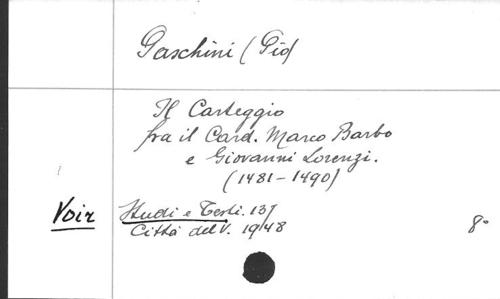 Paschini (Pio)
Il Carteggio
fra il Card. Marco Barbo
e Giovanni Lorenzi.
(1481-1490)
Voir Studi e Testi. 137
Città del V. 1948 8°